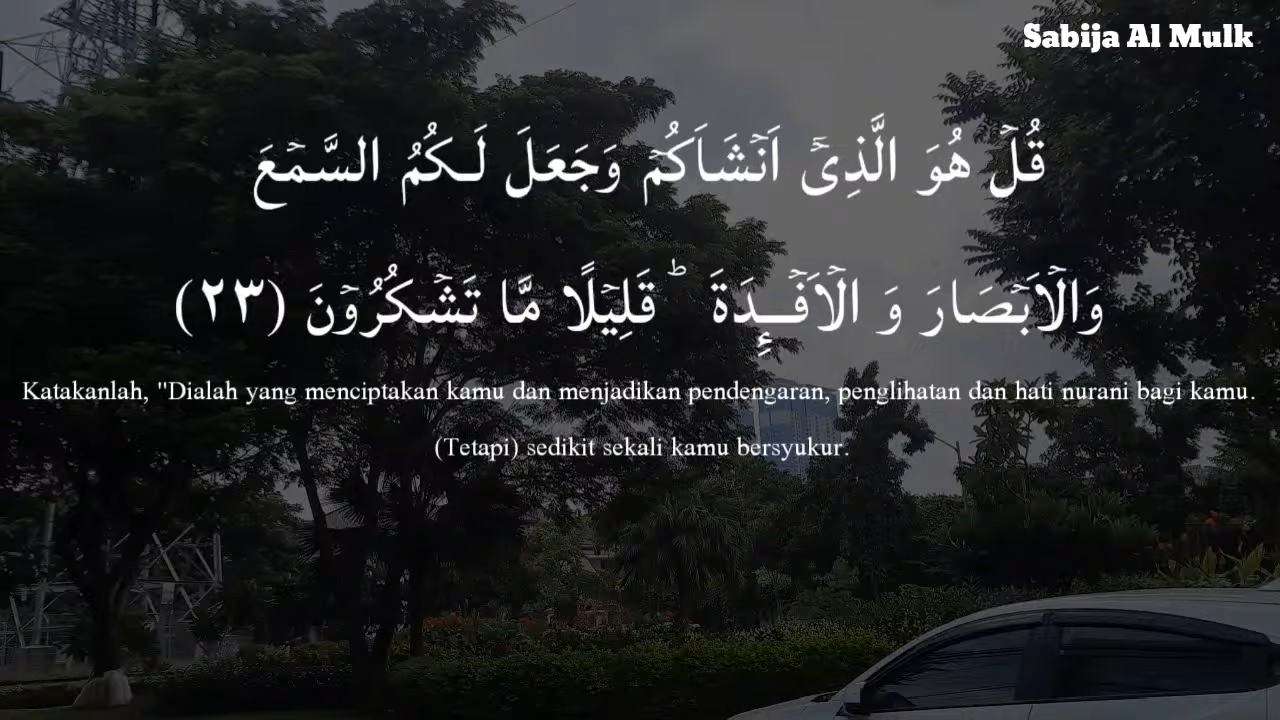 Sabija Al Mulk
قُلۡ هُوَ الَّذِىۡۤ اَنۡشَاَكُمۡ وَجَعَلَ لَـكُمُ السَّمۡعَ
وَالۡاَبۡصَارَ وَ الۡاَفۡـــِٕدَةَ ‌ؕ قَلِيۡلًا مَّا تَشۡكُرُوۡنَ (٢٣)
Katakanlah, "Dialah yang menciptakan kamu dan menjadikan pendengaran, penglihatan dan hati nurani bagi kamu.
(Tetapi) sedikit sekali kamu bersyukur.